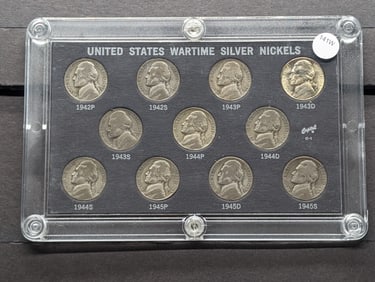 UNITED STATES WARTIME SILVER NICKELS
1942P 1942S 1943P 1943D
1943S 1944P 1944D
1944S 1945P 1945D 1945S